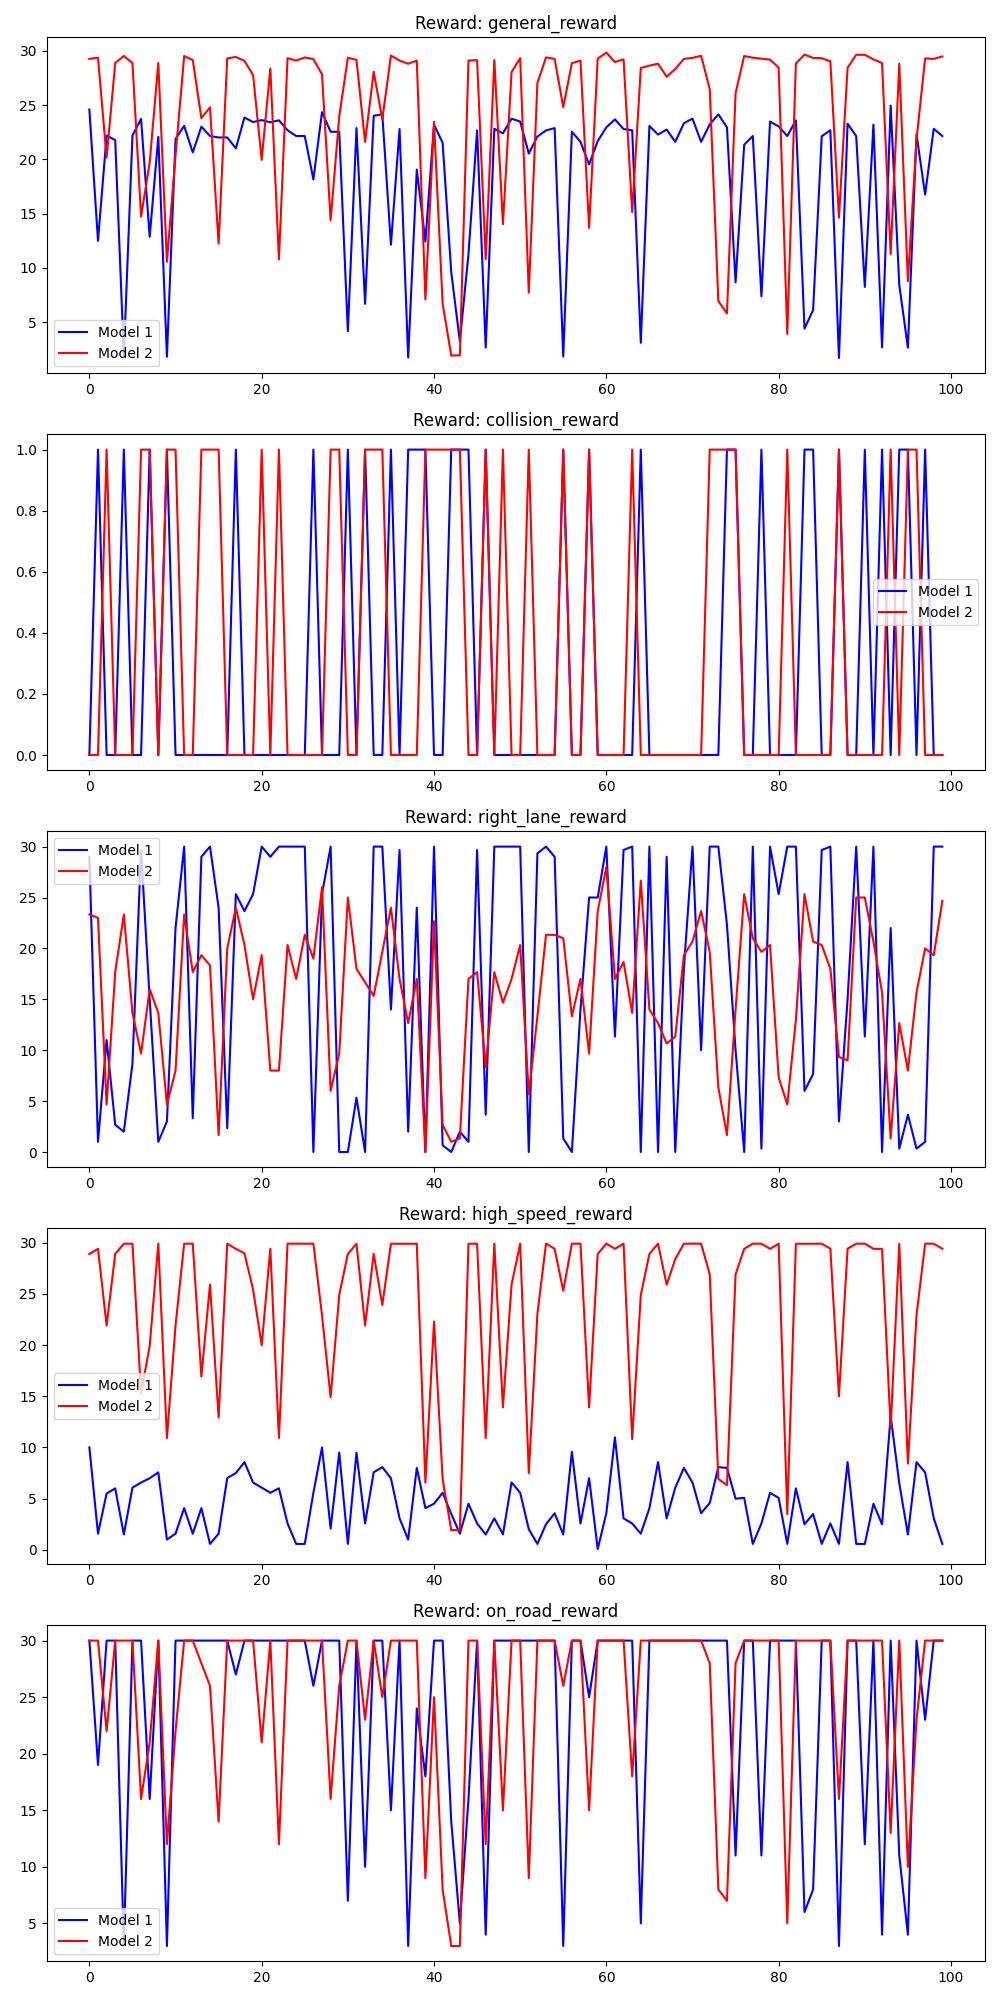 Reward: general_reward
30
25
20
15
10
5
Model 1
Model 2
0 20 40 60 80 100
Reward: collision_reward
1.0
0.8
0.6
0.4
0.2
0.0
Model 1
Model 2
0 20 40 60 80 100
Reward: right_lane_reward
30
25
20
15
10
5
0
Model 1
Model 2
0 20 40 60 80 100
Reward: high_speed_reward
30
25
20
15
10
5
0
Model 1
Model 2
0 20 40 60 80 100
Reward: on_road_reward
30
25
20
15
10
5
Model 1
Model 2
0 20 40 60 80 100